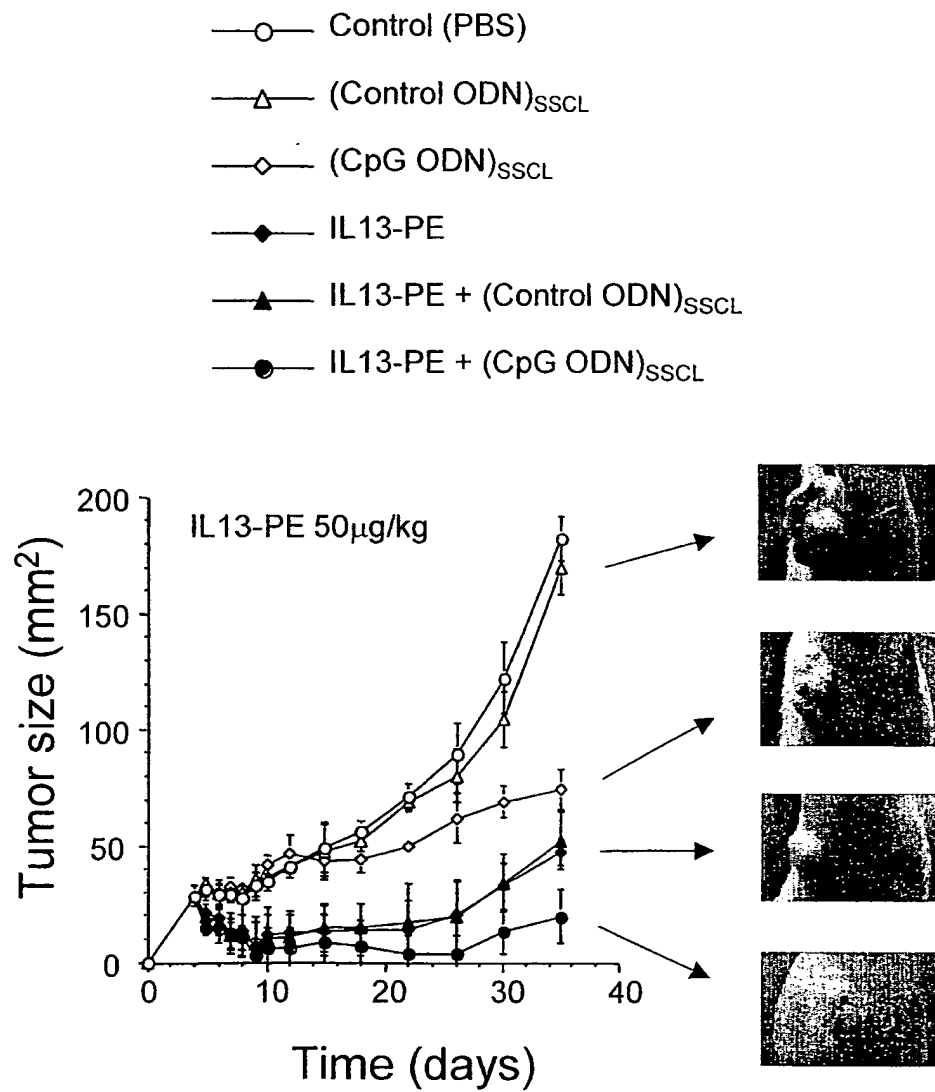 Control (PBS)
(Control ODN)SSCL
(CpG ODN)SSCL
IL13-PE
IL13-PE + (Control ODN)SSCL
IL13-PE + (CpG ODN)SSCL
IL13-PE 50μg/kg
Tumor size (mm²)
200
150
100
50
0
0
10
20
30
40
Time (days)